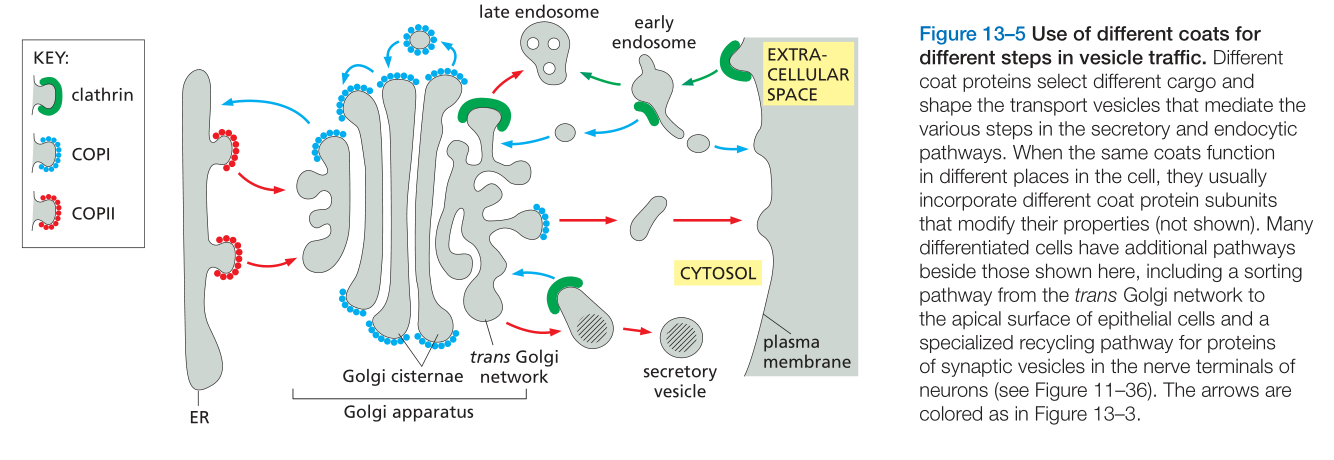 KEY:
clathrin
COPI
COPII
ER
late endosome
early
endosome
EXTRA-
CELLULAR
SPACE
CYTOSOL
plasma
membrane
Golgi cisternae
trans Golgi
network
Golgi apparatus
secretory
vesicle
Figure 13–5 Use of different coats for
different steps in vesicle traffic. Different
coat proteins select different cargo and
shape the transport vesicles that mediate the
various steps in the secretory and endocytic
pathways. When the same coats function
in different places in the cell, they usually
incorporate different coat protein subunits
that modify their properties (not shown). Many
differentiated cells have additional pathways
beside those shown here, including a sorting
pathway from the trans Golgi network to
the apical surface of epithelial cells and a
specialized recycling pathway for proteins
of synaptic vesicles in the nerve terminals of
neurons (see Figure 11–36). The arrows are
colored as in Figure 13–3.